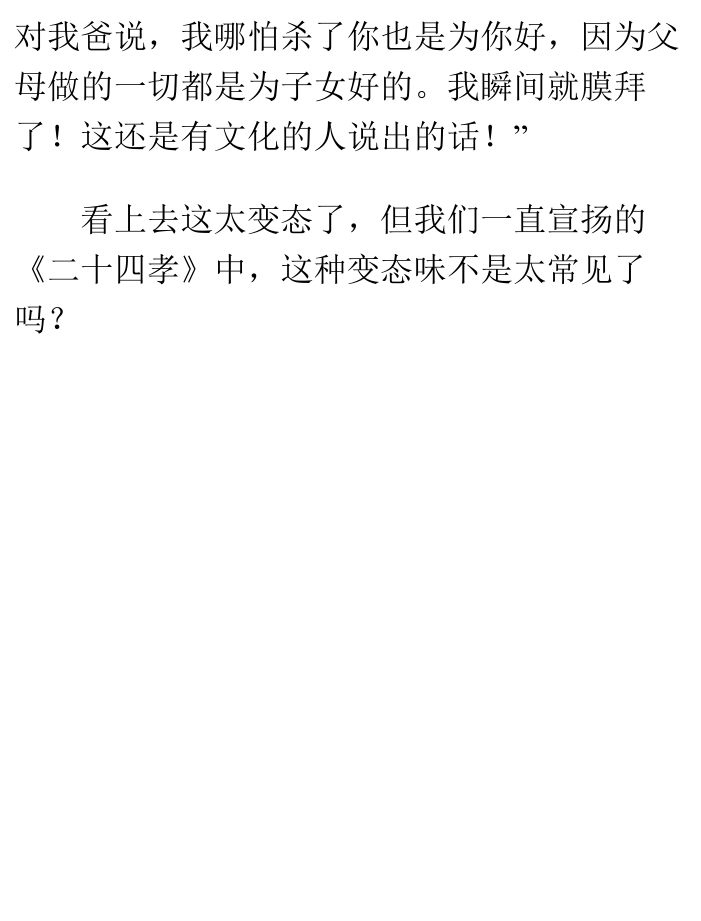 对我爸说，我哪怕杀了你也是为你好，因为父
母做的一切都是为子女好的。我瞬间就膜拜
了！这还是有文化的人说出的话！”
看上去这太变态了，但我们一直宣扬的
《二十四孝》中，这种变态味不是太常见了
吗？